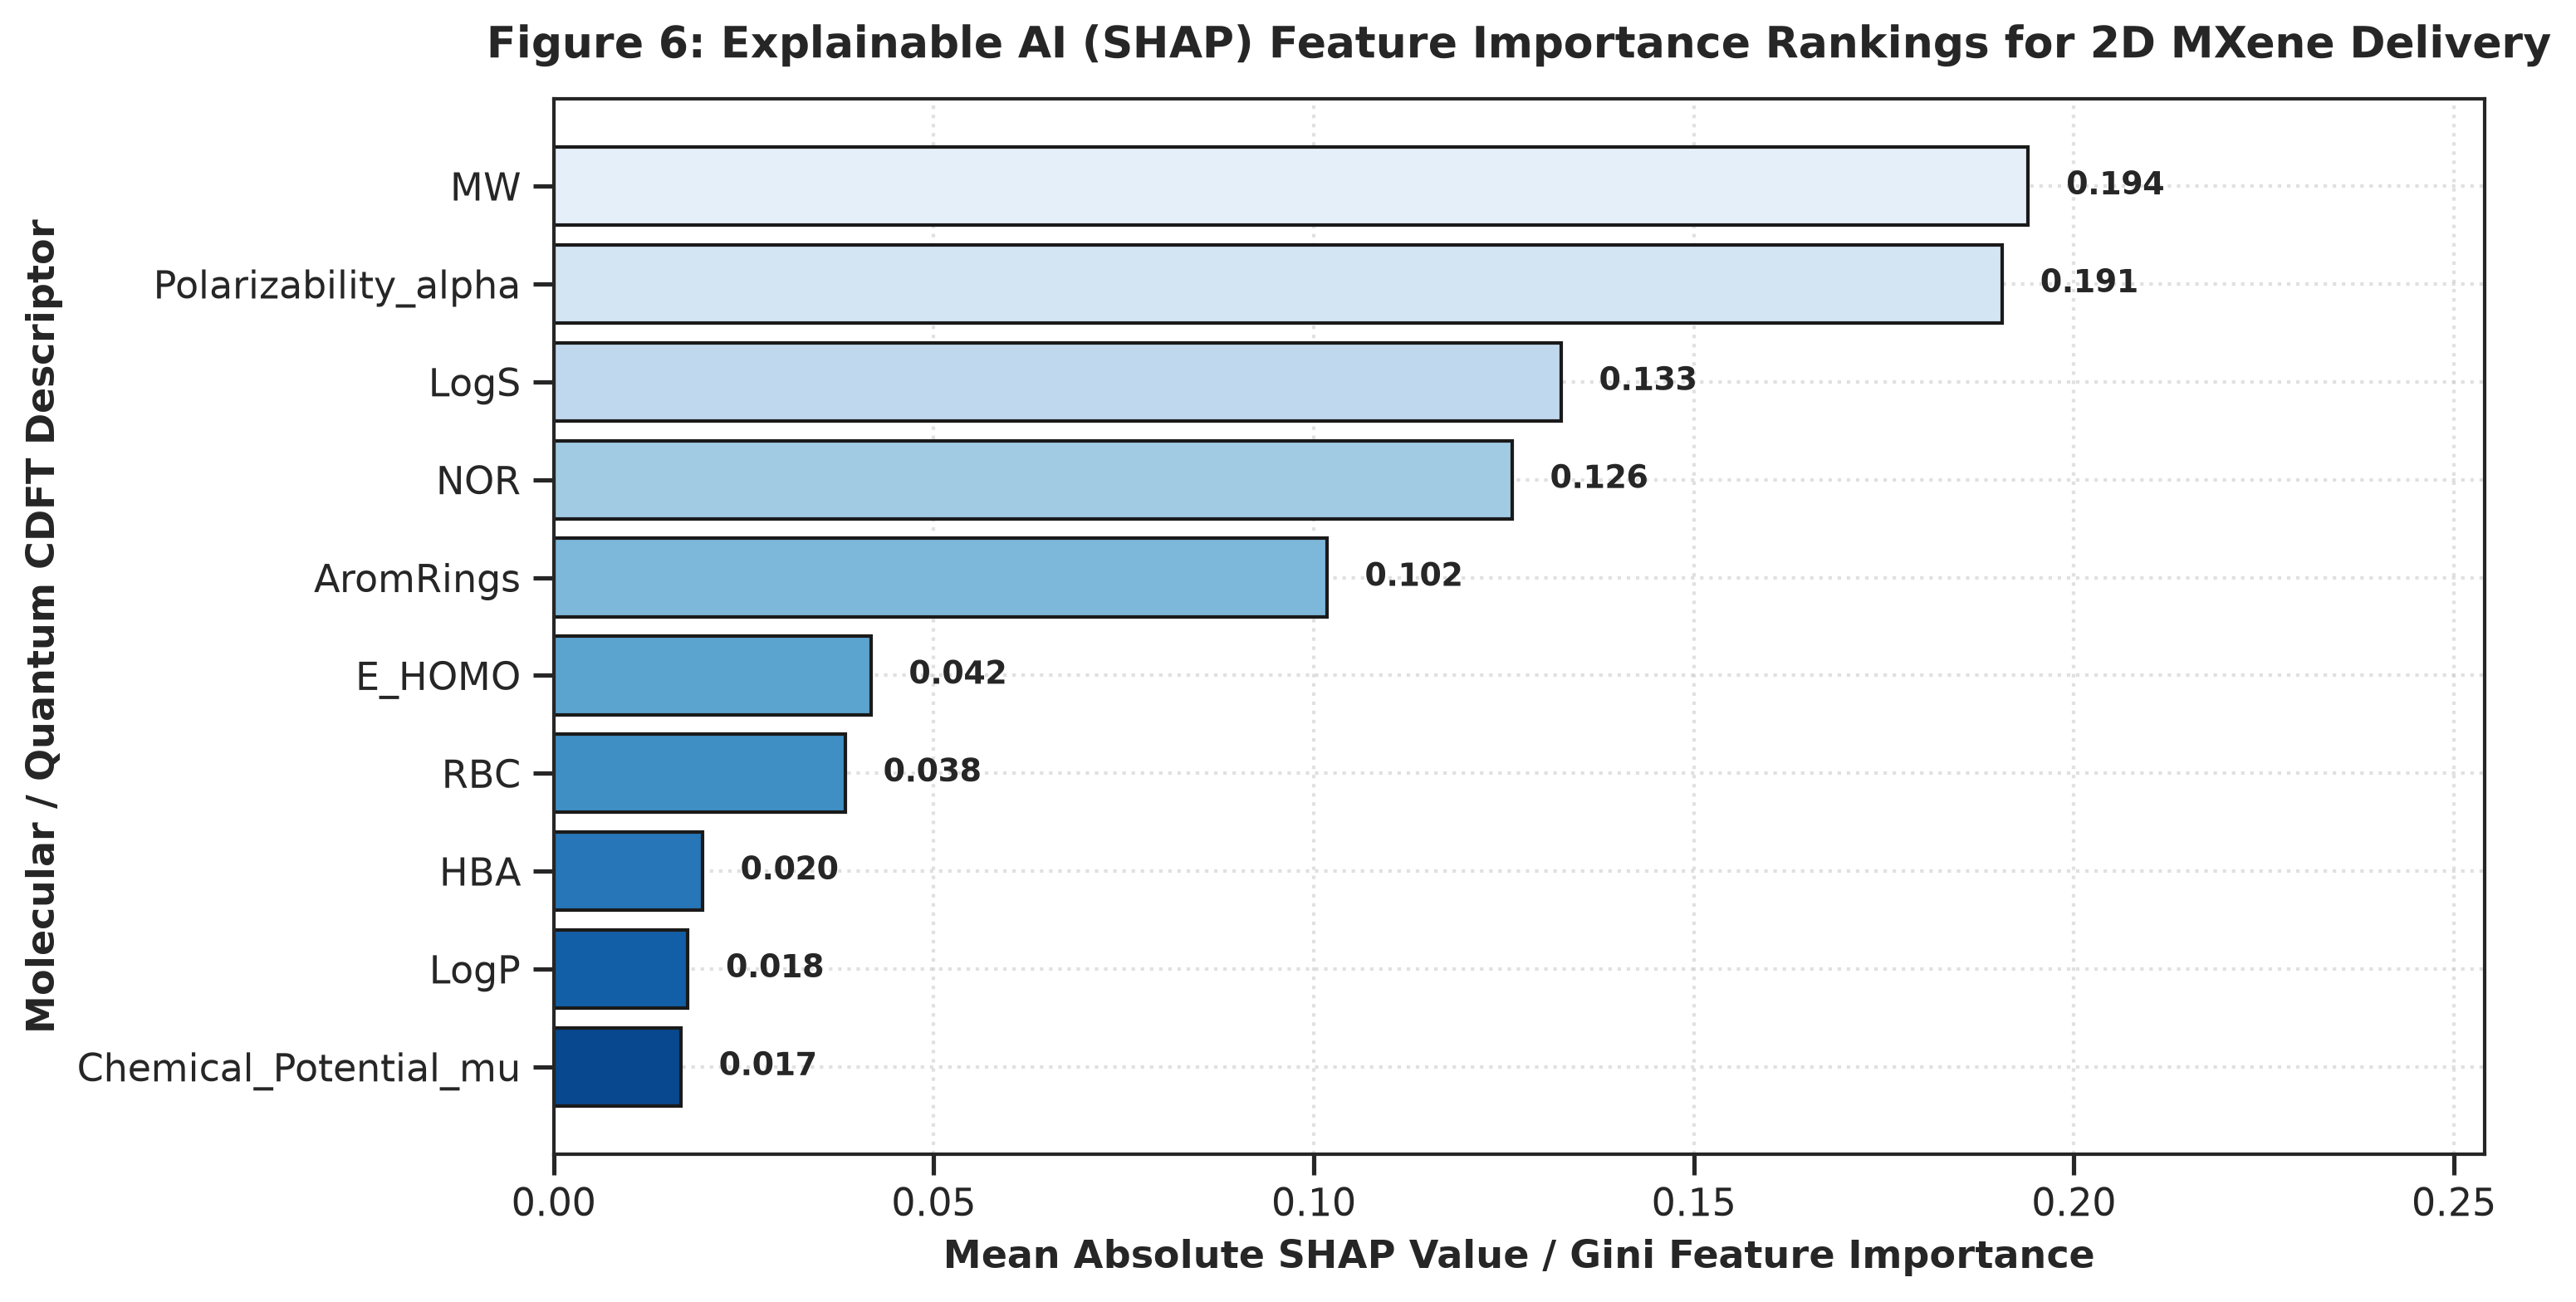 Figure 6: Explainable AI (SHAP) Feature Importance Rankings for 2D MXene Delivery
Molecular / Quantum CDFT Descriptor
MW 0.194
Polarizability_alpha 0.191
LogS 0.133
NOR 0.126
AromRings 0.102
E_HOMO 0.042
RBC 0.038
HBA 0.020
LogP 0.018
Chemical_Potential_mu 0.017
0.00 0.05 0.10 0.15 0.20 0.25
Mean Absolute SHAP Value / Gini Feature Importance